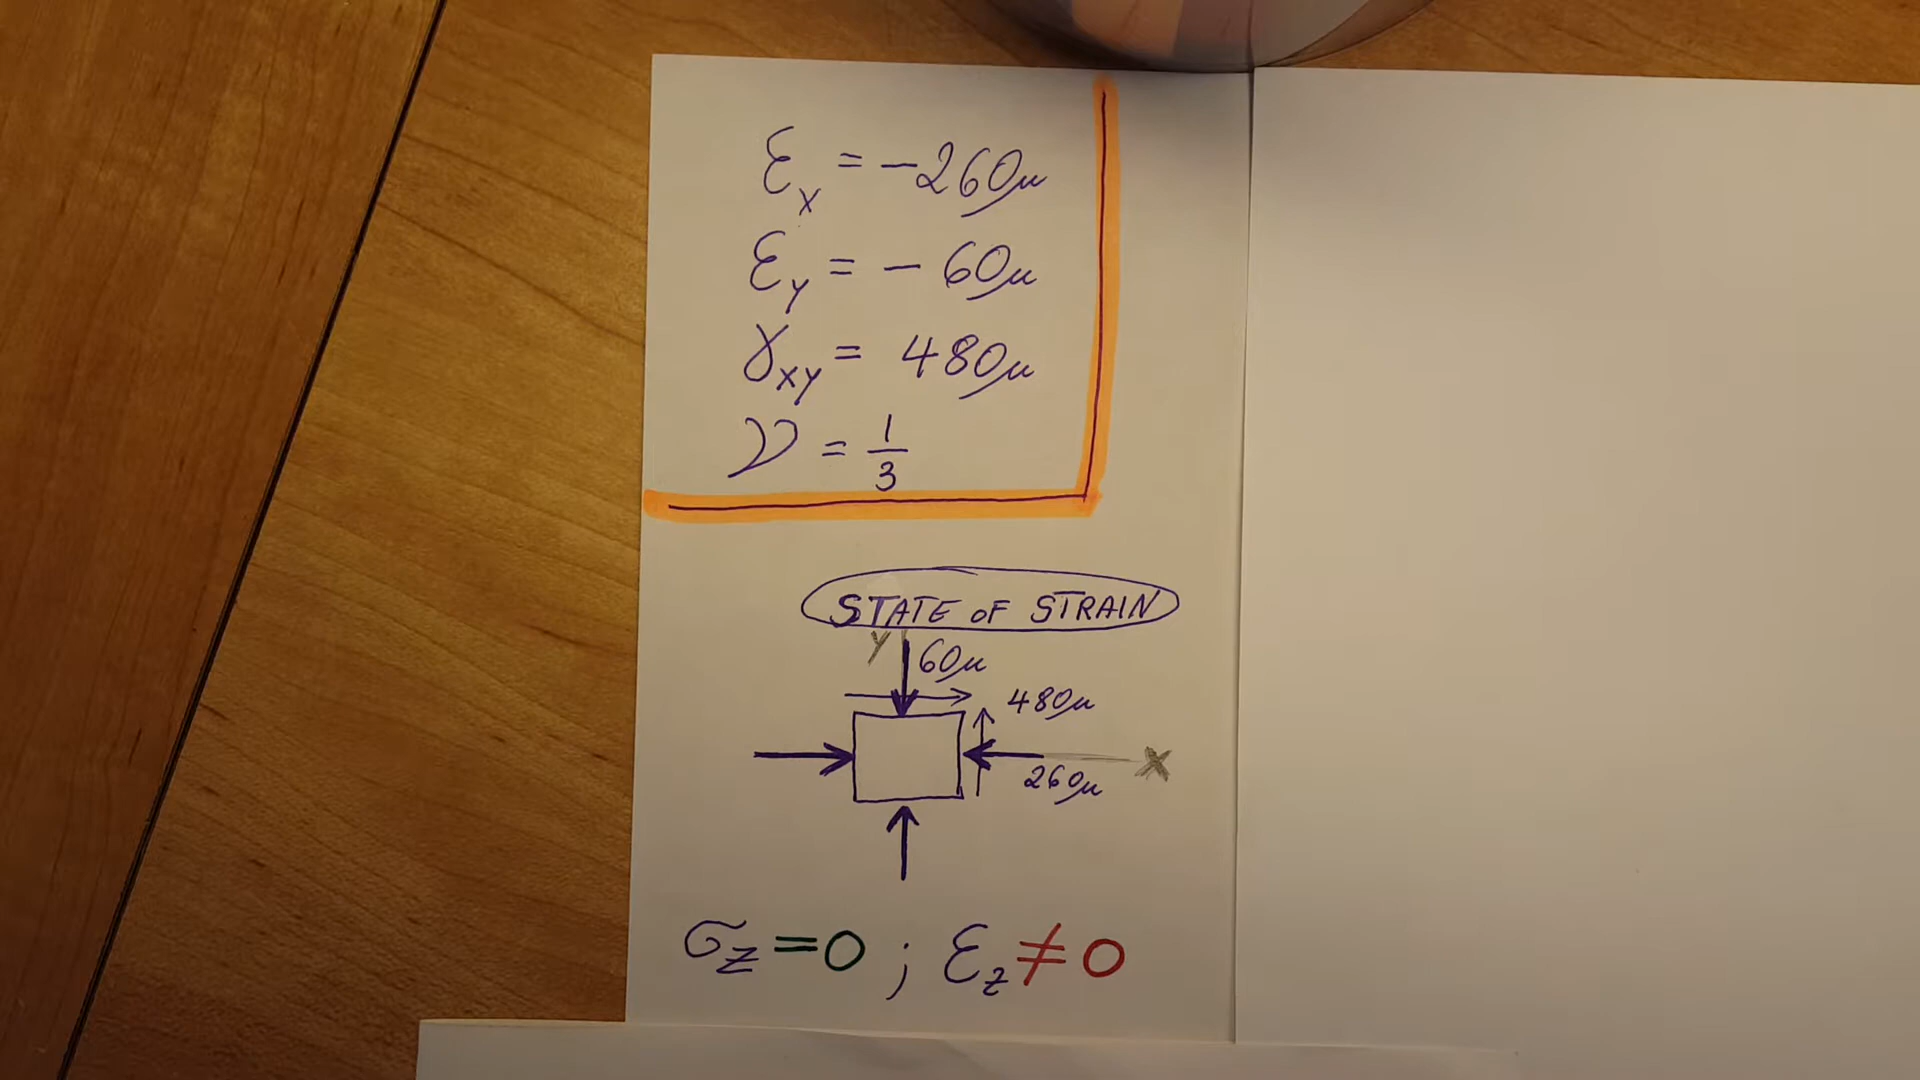 εx = -260μ
εy = - 60μ
γxy = 480μ
ν = 1/3
STATE OF STRAIN
y
60μ
480μ
x
260μ
σz = 0 ; εz ≠ 0